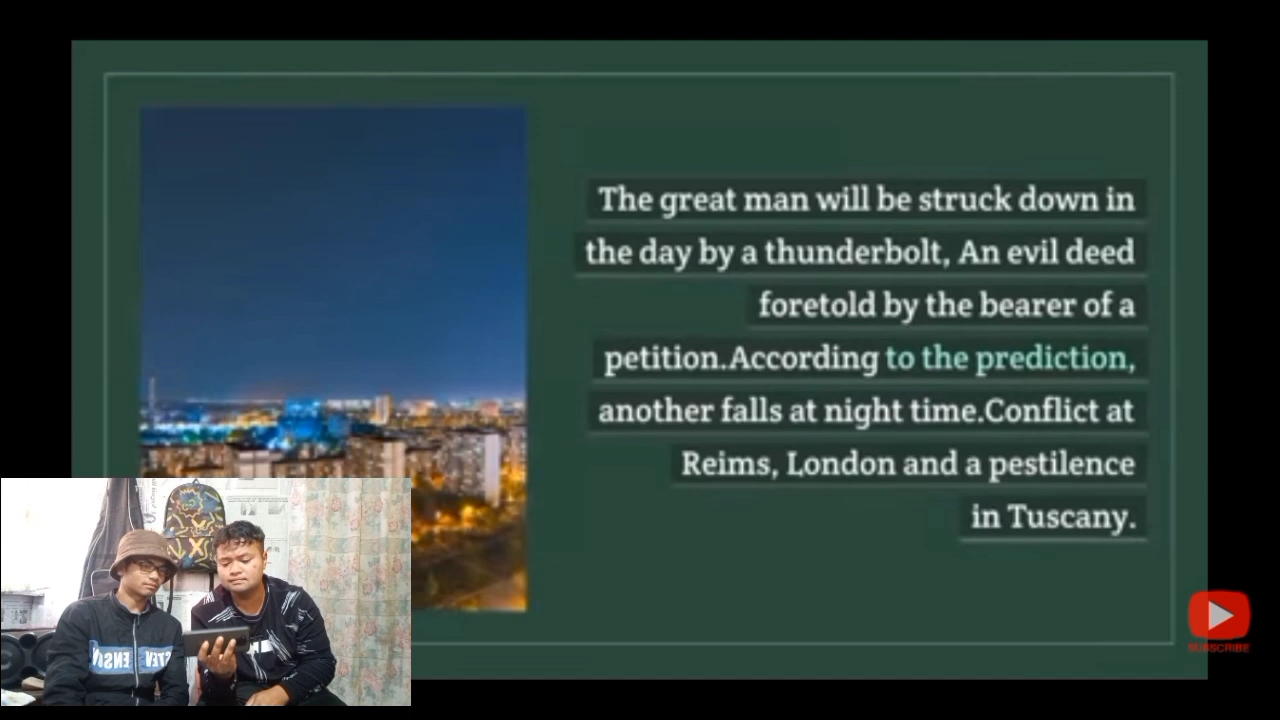 The great man will be struck down in
the day by a thunderbolt, An evil deed
foretold by the bearer of a
petition.According to the prediction,
another falls at night time.Conflict at
Reims, London and a pestilence
in Tuscany.
SUBSCRIBE